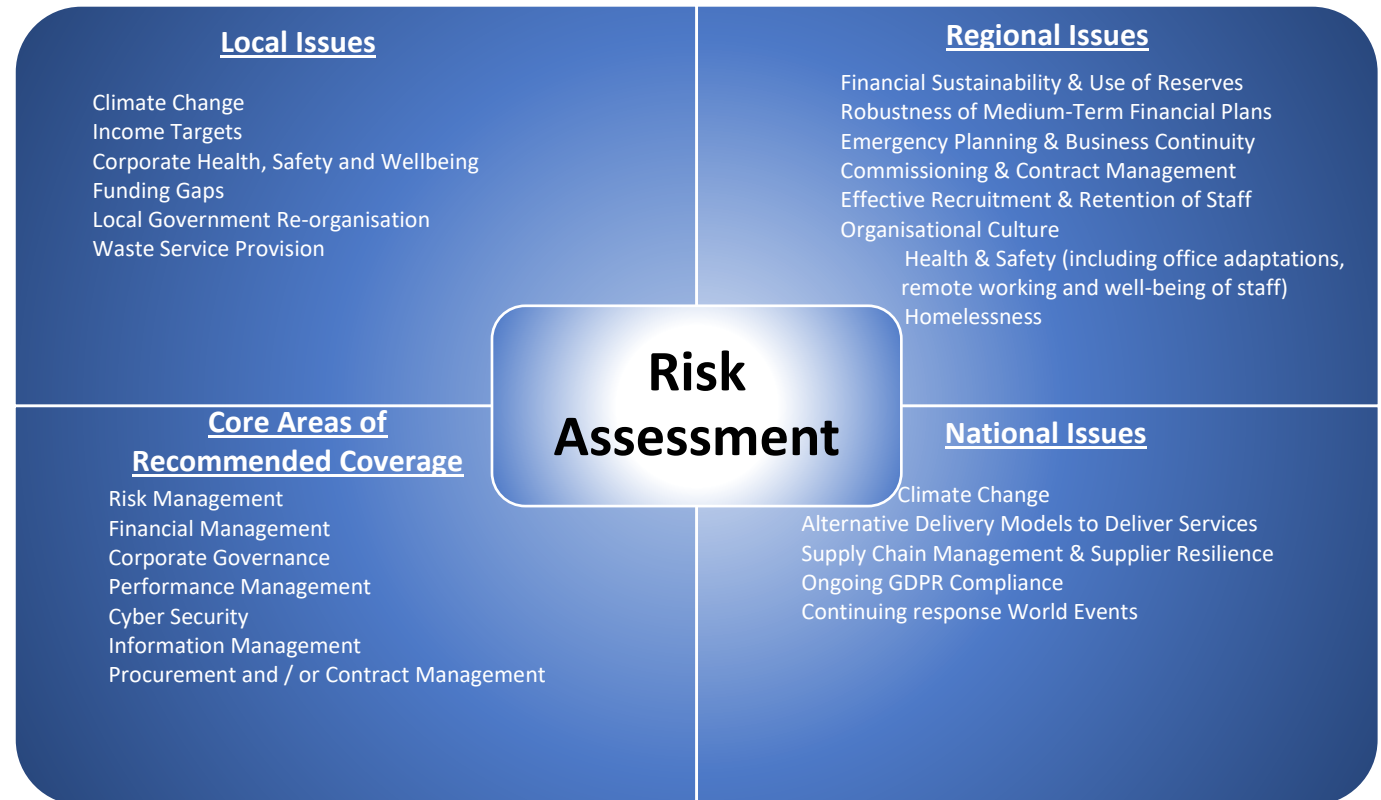 Local Issues
Climate Change
Income Targets
Corporate Health, Safety and Wellbeing
Funding Gaps
Local Government Re-organisation
Waste Service Provision
Regional Issues
Financial Sustainability & Use of Reserves
Robustness of Medium-Term Financial Plans
Emergency Planning & Business Continuity
Commissioning & Contract Management
Effective Recruitment & Retention of Staff
Organisational Culture
Health & Safety (including office adaptations,
remote working and well-being of staff)
Homelessness
Risk
Assessment
Core Areas of
Recommended Coverage
Risk Management
Financial Management
Corporate Governance
Performance Management
Cyber Security
Information Management
Procurement and / or Contract Management
National Issues
Climate Change
Alternative Delivery Models to Deliver Services
Supply Chain Management & Supplier Resilience
Ongoing GDPR Compliance
Continuing response World Events